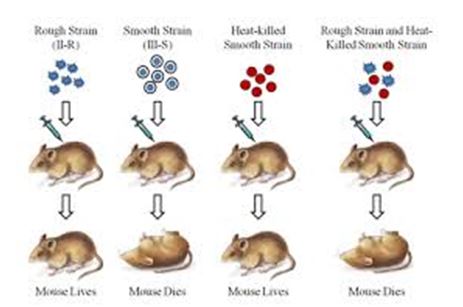 Rough Strain
(II-R)
Smooth Strain
(III-S)
Heat-killed
Smooth Strain
Rough Strain and Heat-
Killed Smooth Strain
Mouse Lives
Mouse Dies
Mouse Lives
Mouse Dies